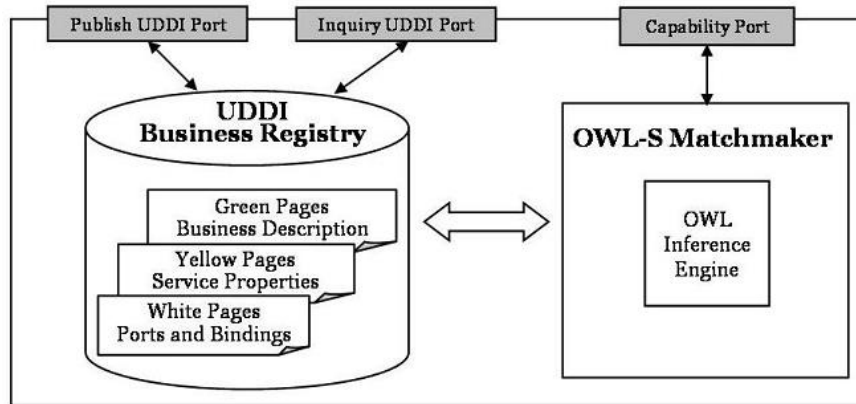 Publish UDDI Port
Inquiry UDDI Port
Capability Port
UDDI
Business Registry
Green Pages
Business Description
Yellow Pages
Service Properties
White Pages
Ports and Bindings
OWL-S Matchmaker
OWL
Inference
Engine